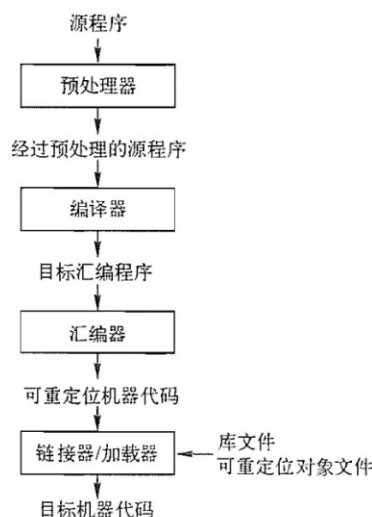 源程序
预处理器
经过预处理的源程序
编译器
目标汇编程序
汇编器
可重定位机器代码
链接器/加载器
库文件
可重定位对象文件
目标机器代码